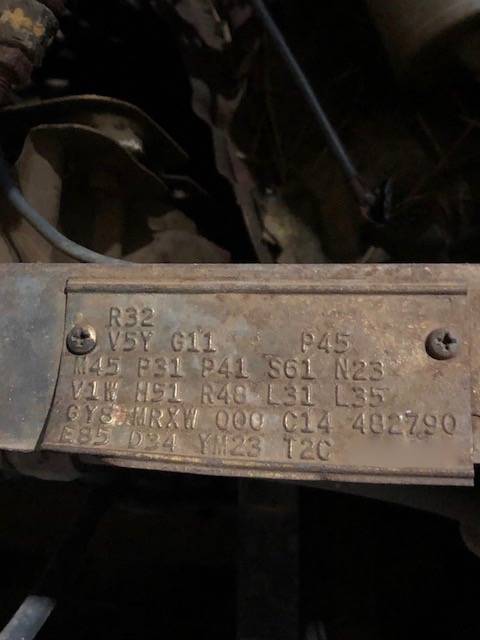 R32
V5Y G11 P45
M45 P31 P41 S61 N23
V1W H51 R48 L31 L35
GY8 MRXW 000 C14 482790
E85 D34 YM23 T2C